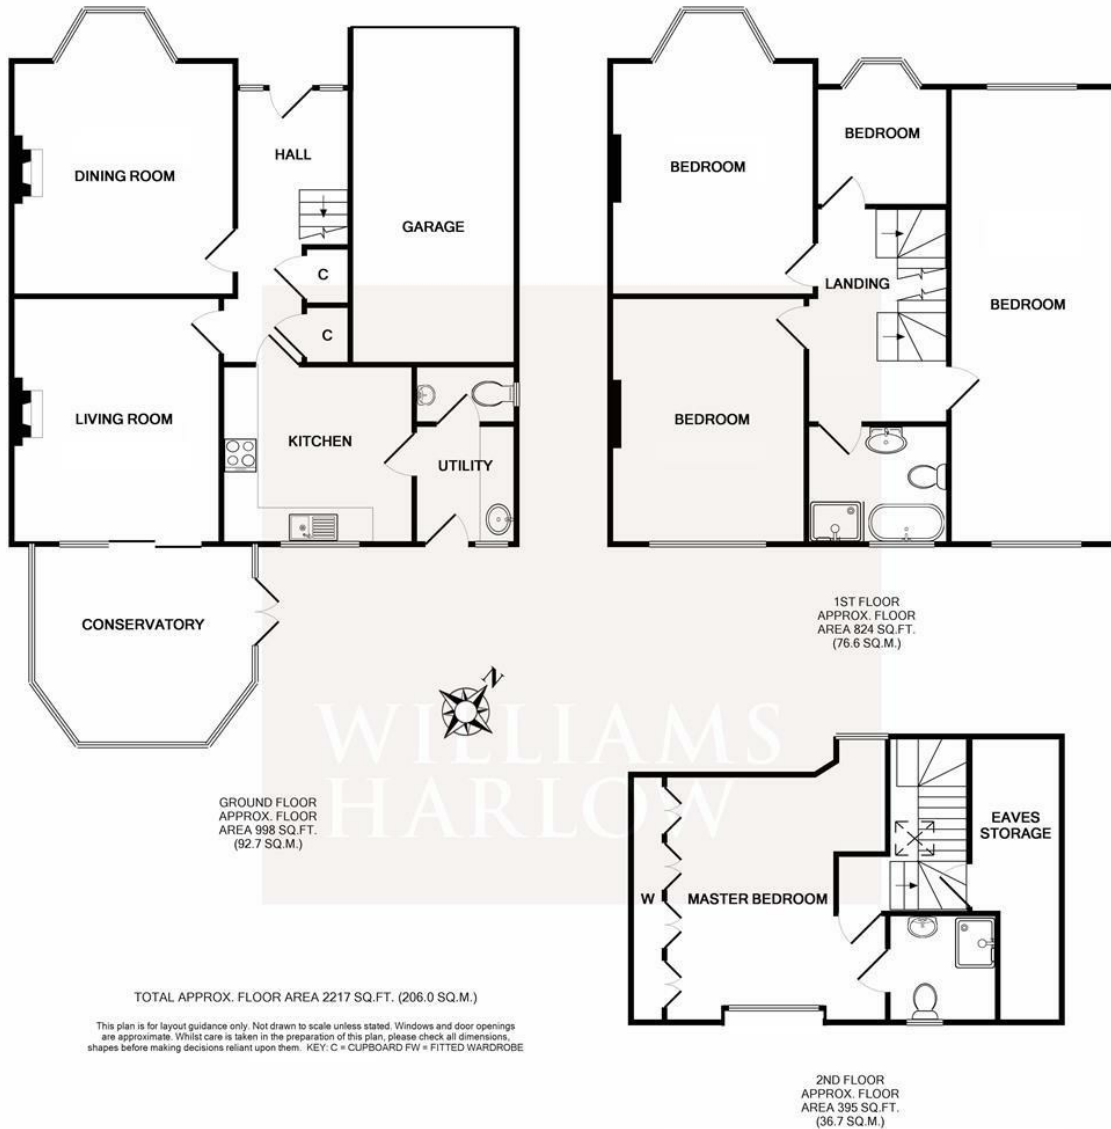 DINING ROOM
HALL
GARAGE
C
C
LIVING ROOM
KITCHEN
UTILITY
CONSERVATORY
BEDROOM
BEDROOM
LANDING
BEDROOM
BEDROOM
N
WILLIAMS
HARLOW
GROUND FLOOR
APPROX. FLOOR
AREA 998 SQ.FT.
(92.7 SQ.M.)
1ST FLOOR
APPROX. FLOOR
AREA 824 SQ.FT.
(76.6 SQ.M.)
EAVES
STORAGE
W
MASTER BEDROOM
2ND FLOOR
APPROX. FLOOR
AREA 395 SQ.FT.
(36.7 SQ.M.)
TOTAL APPROX. FLOOR AREA 2217 SQ.FT. (206.0 SQ.M.)
This plan is for layout guidance only. Not drawn to scale unless stated. Windows and door openings
are approximate. Whilst care is taken in the preparation of this plan, please check all dimensions,
shapes before making decisions reliant upon them. KEY: C = CUPBOARD FW = FITTED WARDROBE